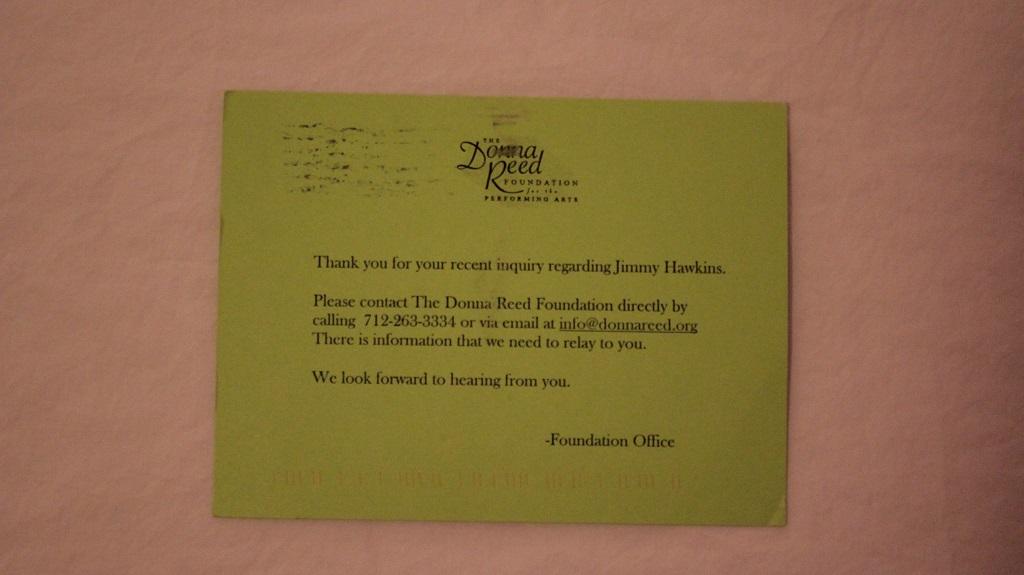 THE
Donna
Reed
FOUNDATION
for the
PERFORMING ARTS
Thank you for your recent inquiry regarding Jimmy Hawkins.
Please contact The Donna Reed Foundation directly by
calling 712-263-3334 or via email at info@donnareed.org
There is information that we need to relay to you.
We look forward to hearing from you.
-Foundation Office